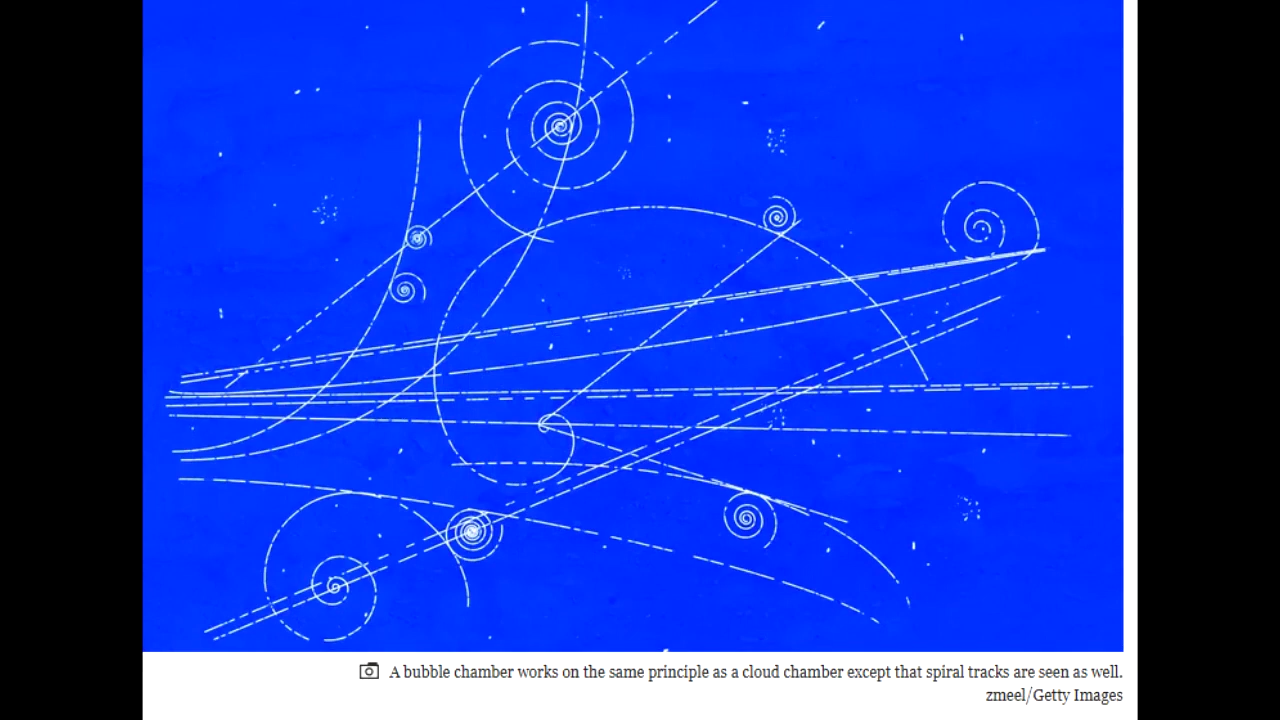 A bubble chamber works on the same principle as a cloud chamber except that spiral tracks are seen as well.
zmeel/Getty Images